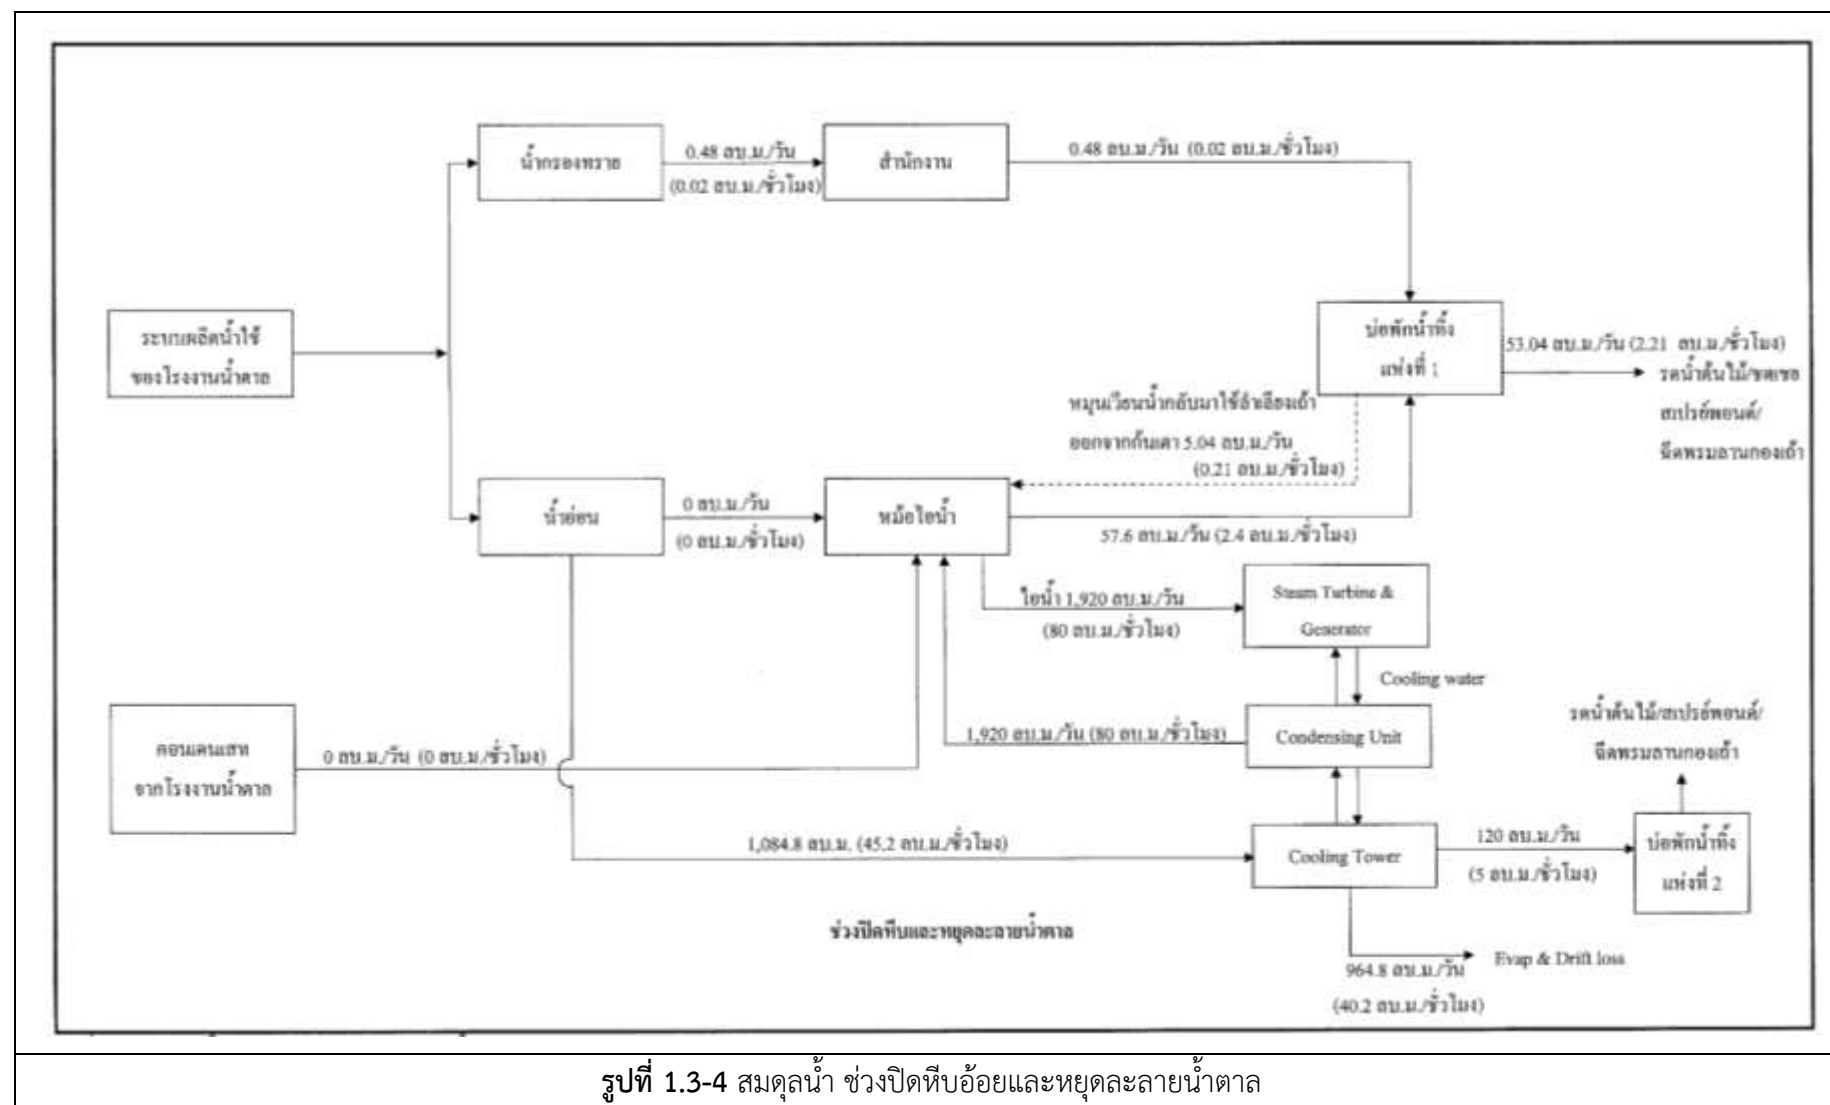 น้ำกรองทราย
0.48 ลบ.ม./วัน
(0.02 ลบ.ม./ชั่วโมง)
สำนักงาน
0.48 ลบ.ม./วัน (0.02 ลบ.ม./ชั่วโมง)
ระบบผลิตน้ำใช้
ของโรงงานน้ำตาล
บ่อพักน้ำทิ้ง
แห่งที่ 1
53.04 ลบ.ม./วัน (2.21 ลบ.ม./ชั่วโมง)
รดน้ำต้นไม้/ชดเชย
สเปรย์พอนด์/
ฉีดพรมลานกองเถ้า
หมุนเวียนน้ำกลับมาใช้ลำเลียงเถ้า
ออกจากก้นเตา 5.04 ลบ.ม./วัน
(0.21 ลบ.ม./ชั่วโมง)
น้ำอ่อน
0 ลบ.ม./วัน
(0 ลบ.ม./ชั่วโมง)
หม้อไอน้ำ
57.6 ลบ.ม./วัน (2.4 ลบ.ม./ชั่วโมง)
ไอน้ำ 1,920 ลบ.ม./วัน
(80 ลบ.ม./ชั่วโมง)
Steam Turbine &
Generator
Cooling water
คอนเดนเสท
จากโรงงานน้ำตาล
0 ลบ.ม./วัน (0 ลบ.ม./ชั่วโมง)
1,920 ลบ.ม./วัน (80 ลบ.ม./ชั่วโมง)
Condensing Unit
รดน้ำต้นไม้/สเปรย์พอนด์/
ฉีดพรมลานกองเถ้า
1,084.8 ลบ.ม. (45.2 ลบ.ม./ชั่วโมง)
Cooling Tower
120 ลบ.ม./วัน
(5 ลบ.ม./ชั่วโมง)
บ่อพักน้ำทิ้ง
แห่งที่ 2
ช่วงปิดหีบและหยุดละลายน้ำตาล
964.8 ลบ.ม./วัน
(40.2 ลบ.ม./ชั่วโมง)
Evap & Drift loss
รูปที่ 1.3-4 สมดุลน้ำ ช่วงปิดหีบอ้อยและหยุดละลายน้ำตาล